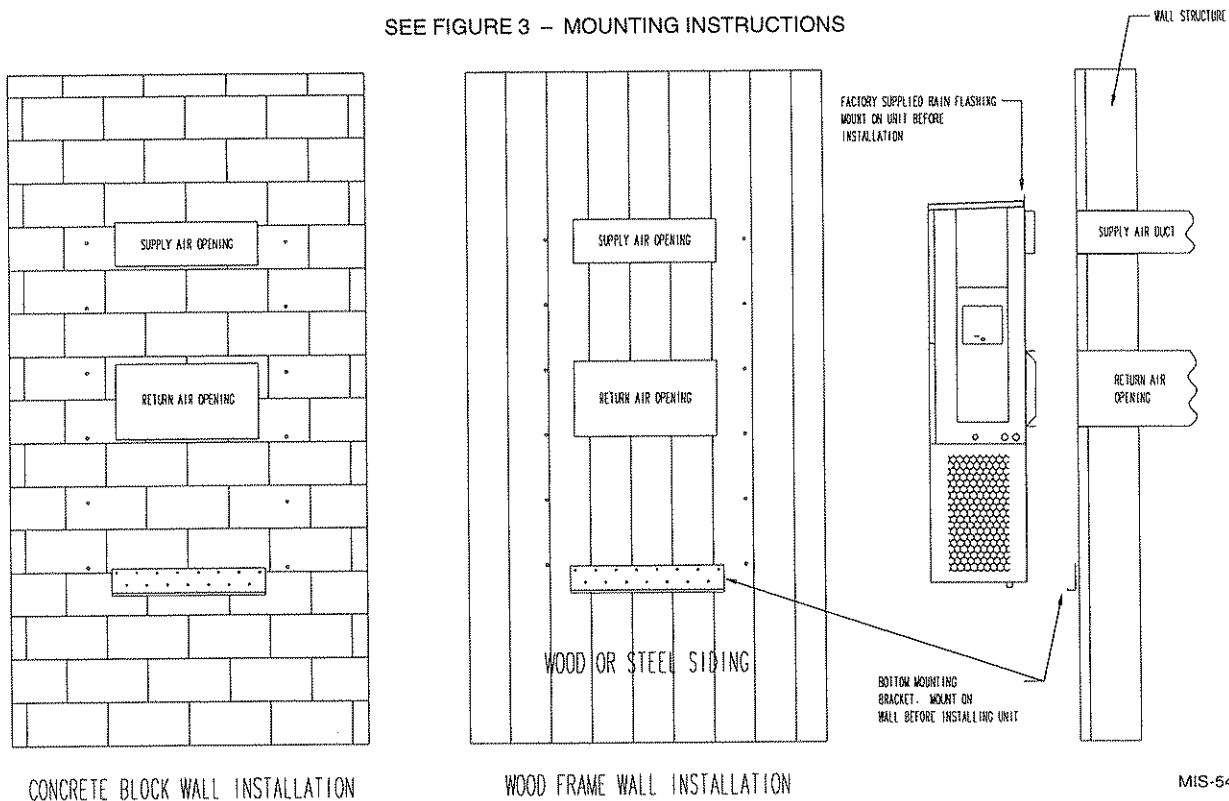 SEE FIGURE 3 – MOUNTING INSTRUCTIONS
WALL STRUCTURE
FACTORY SUPPLIED RAIN FLASHING
MOUNT ON UNIT BEFORE
INSTALLATION
SUPPLY AIR OPENING
SUPPLY AIR OPENING
SUPPLY AIR DUCT
RETURN AIR OPENING
RETURN AIR OPENING
RETURN AIR
OPENING
WOOD OR STEEL SIDING
BOTTOM MOUNTING
BRACKET. MOUNT ON
WALL BEFORE INSTALLING UNIT
CONCRETE BLOCK WALL INSTALLATION
WOOD FRAME WALL INSTALLATION
MIS-54